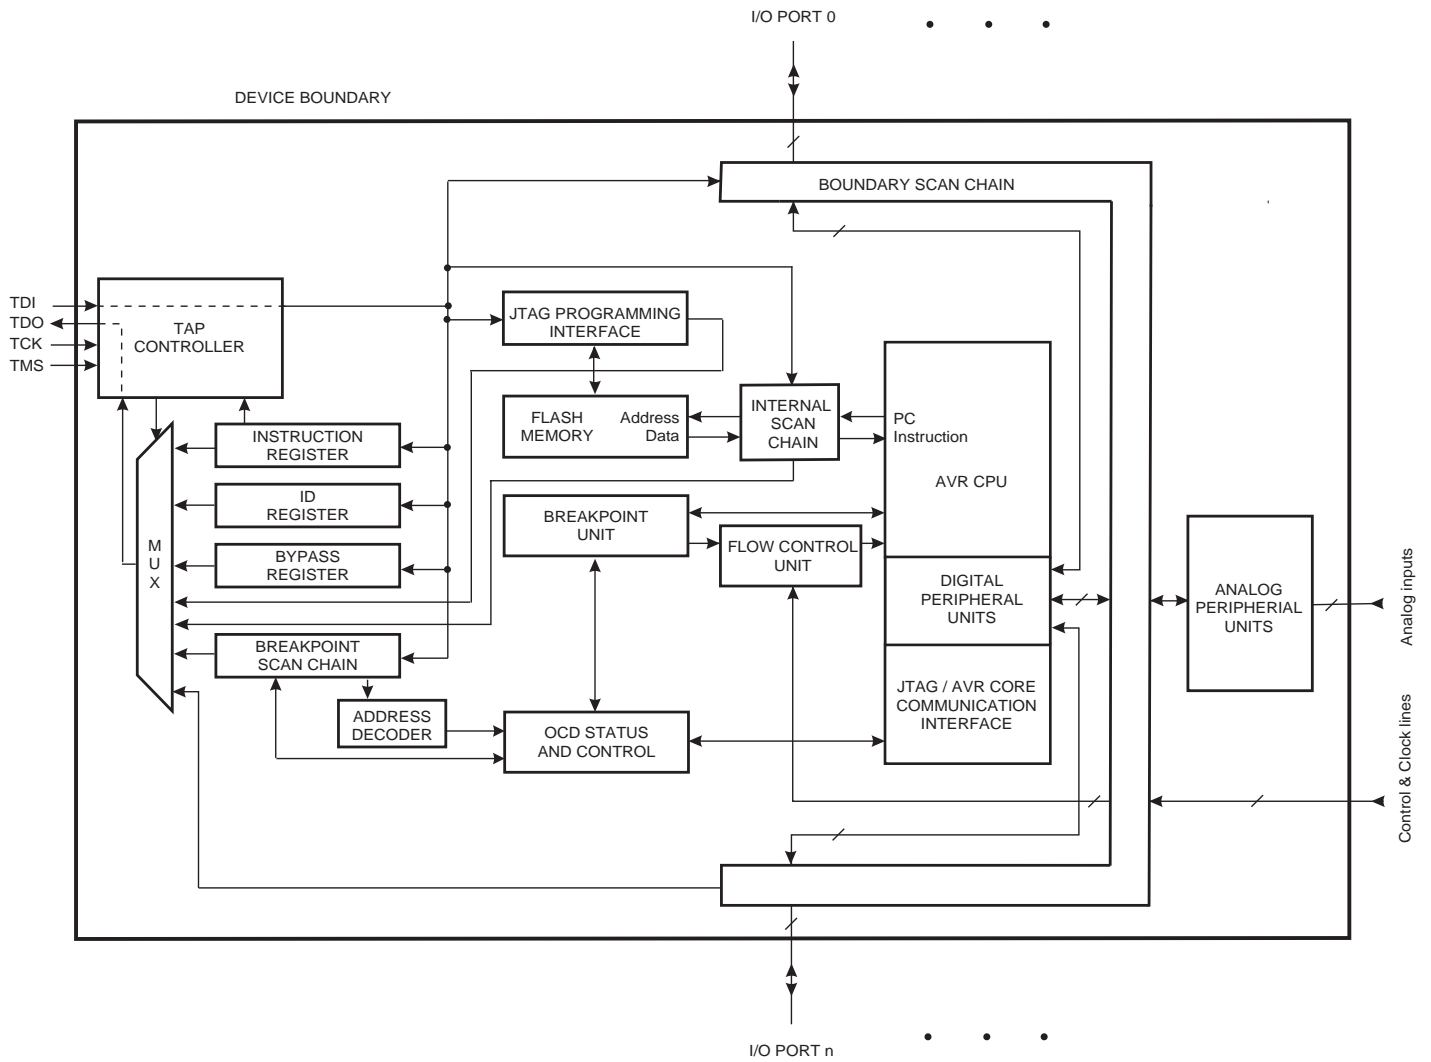 I/O PORT 0
DEVICE BOUNDARY
BOUNDARY SCAN CHAIN
TDI
TDO
TCK
TMS
TAP
CONTROLLER
JTAG PROGRAMMING
INTERFACE
FLASH
MEMORY
Address
Data
INTERNAL
SCAN
CHAIN
PC
Instruction
AVR CPU
INSTRUCTION
REGISTER
ID
REGISTER
BYPASS
REGISTER
M
U
X
BREAKPOINT
UNIT
FLOW CONTROL
UNIT
DIGITAL
PERIPHERAL
UNITS
ANALOG
PERIPHERIAL
UNITS
Analog inputs
BREAKPOINT
SCAN CHAIN
ADDRESS
DECODER
OCD STATUS
AND CONTROL
JTAG / AVR CORE
COMMUNICATION
INTERFACE
Control & Clock lines
I/O PORT n